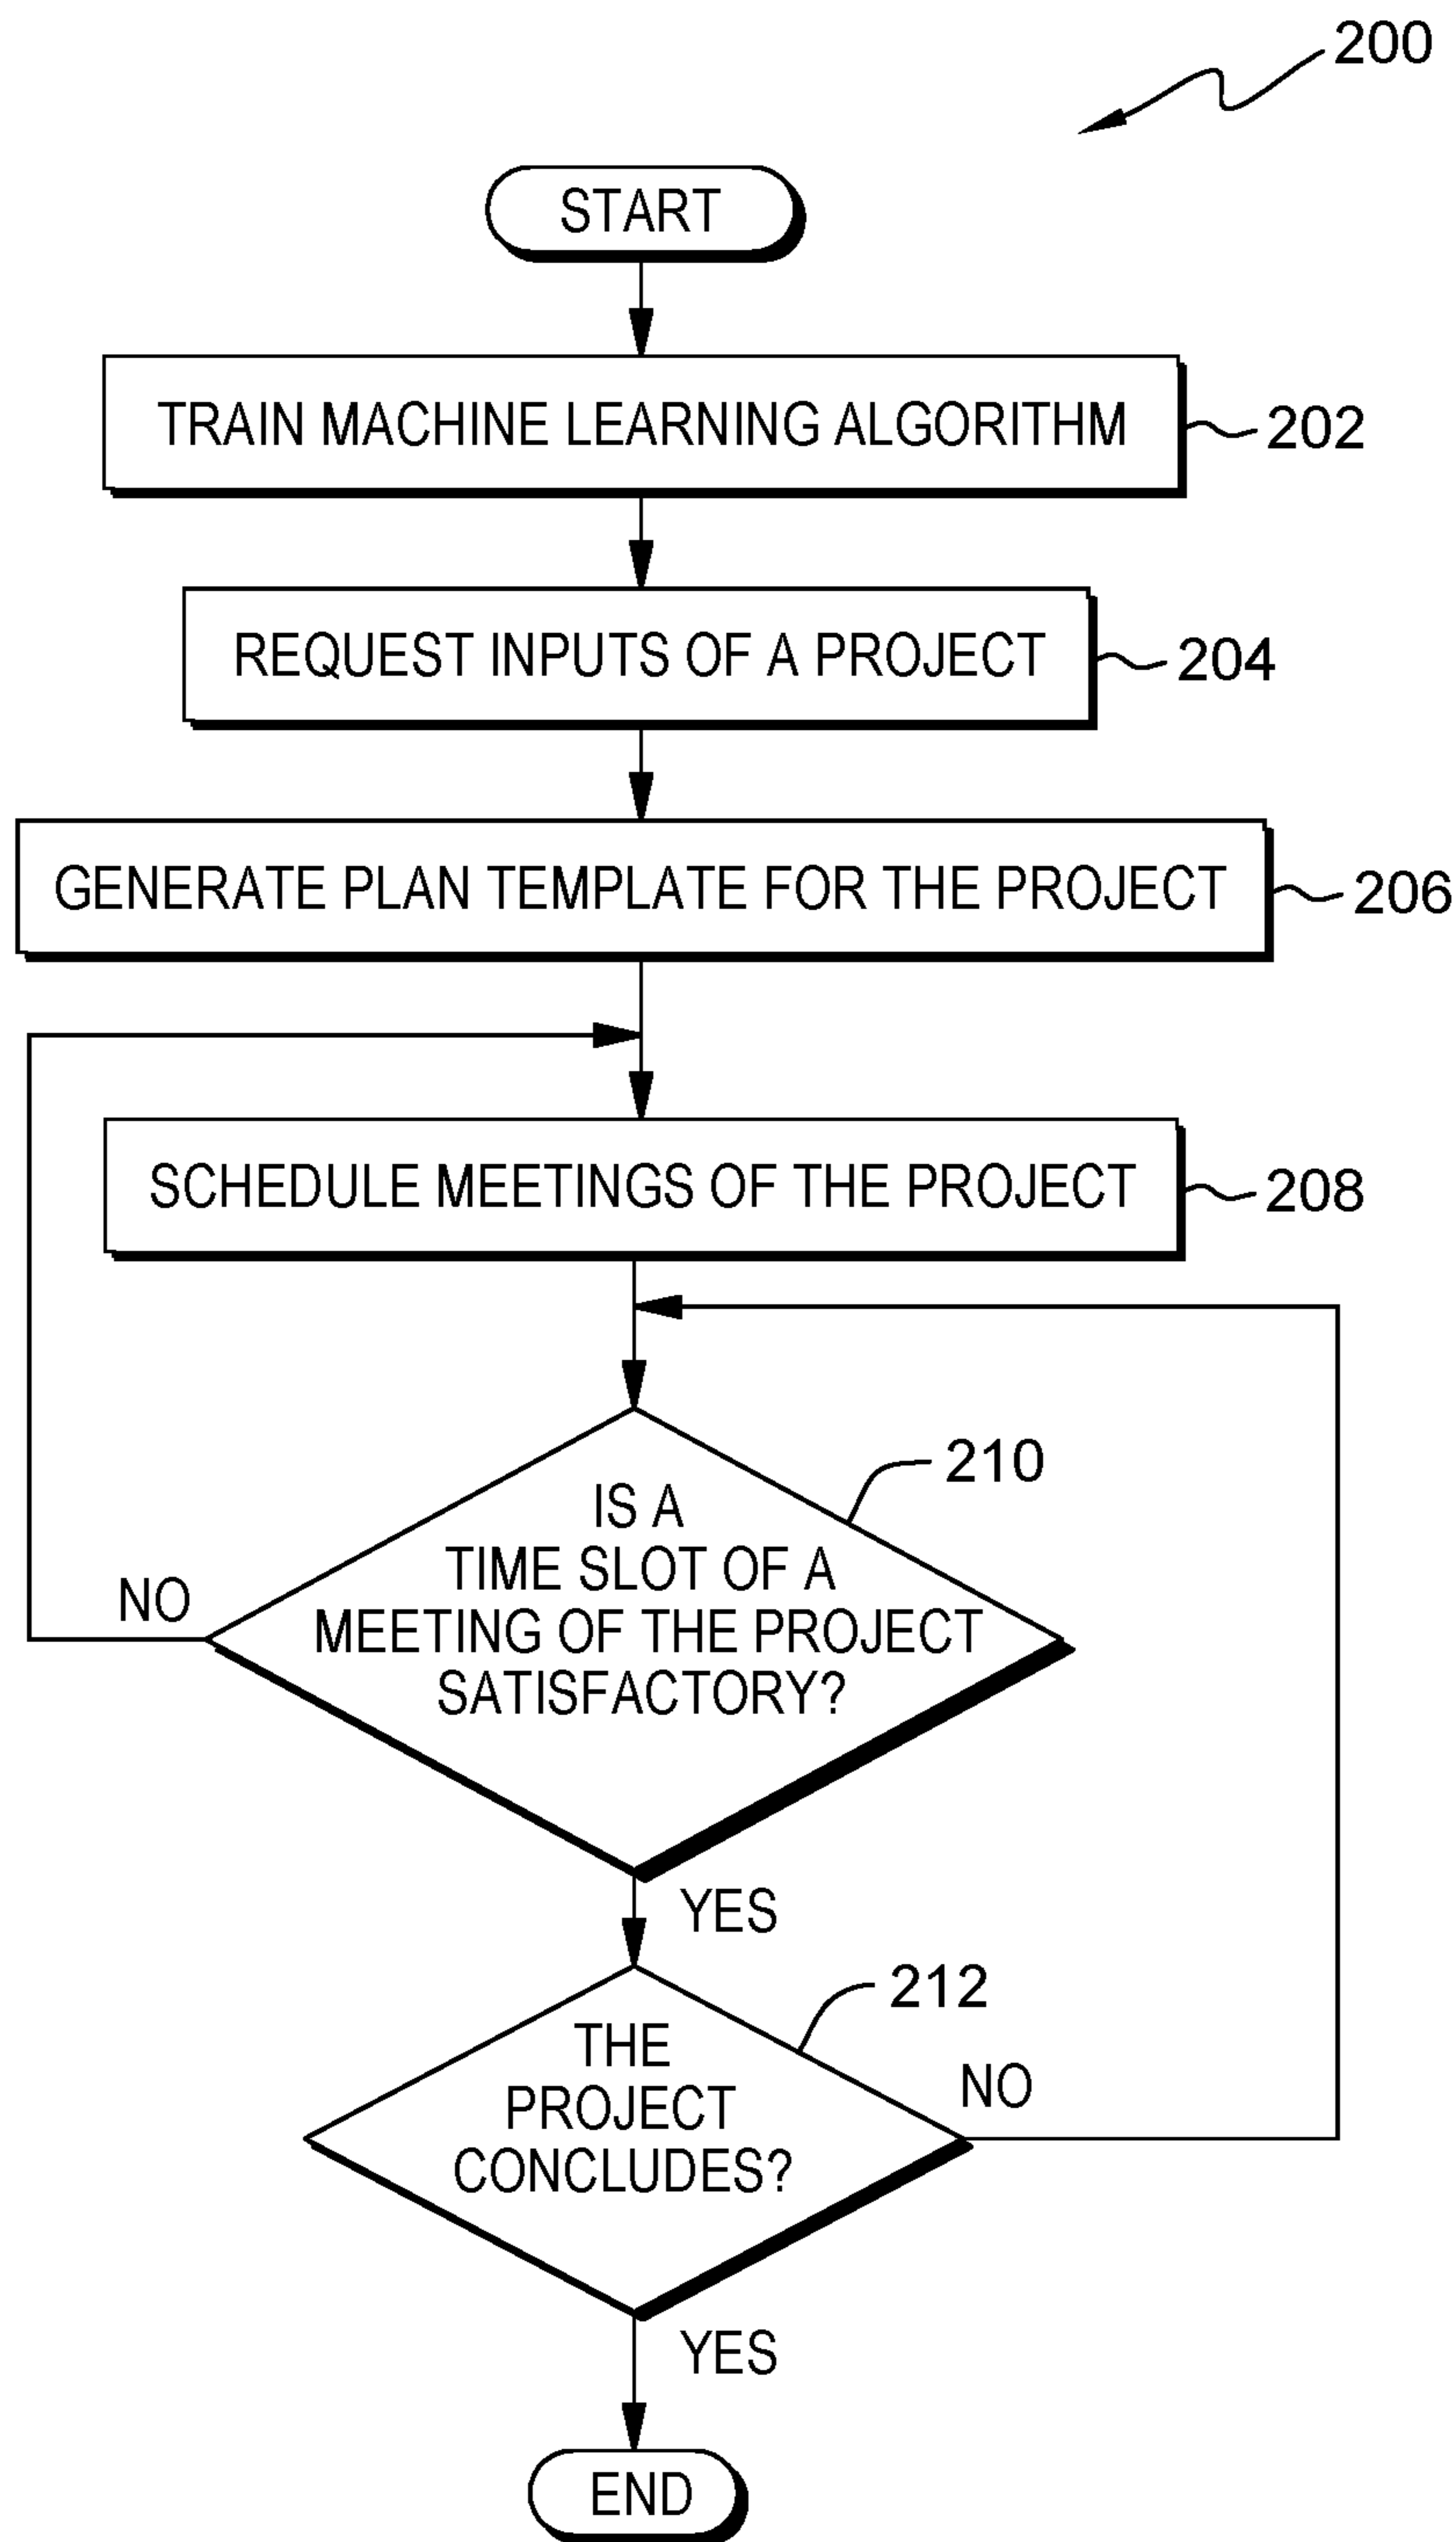 200
START
TRAIN MACHINE LEARNING ALGORITHM
202
REQUEST INPUTS OF A PROJECT
204
GENERATE PLAN TEMPLATE FOR THE PROJECT
206
SCHEDULE MEETINGS OF THE PROJECT
208
210
IS A
TIME SLOT OF A
MEETING OF THE PROJECT
SATISFACTORY?
NO
YES
212
THE
PROJECT
CONCLUDES?
NO
YES
END